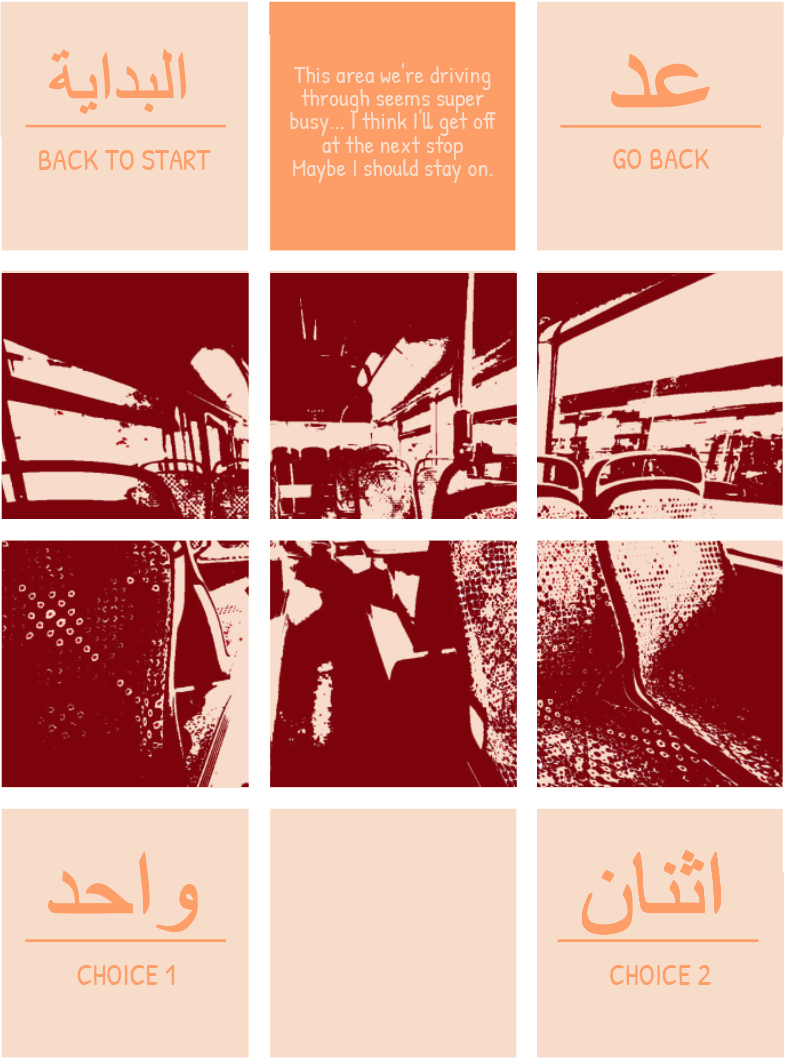 البداية
BACK TO START
This area we're driving
through seems super
busy... I think I'll get off
at the next stop
Maybe I should stay on.
عد
GO BACK
واحد
CHOICE 1
اثنان
CHOICE 2